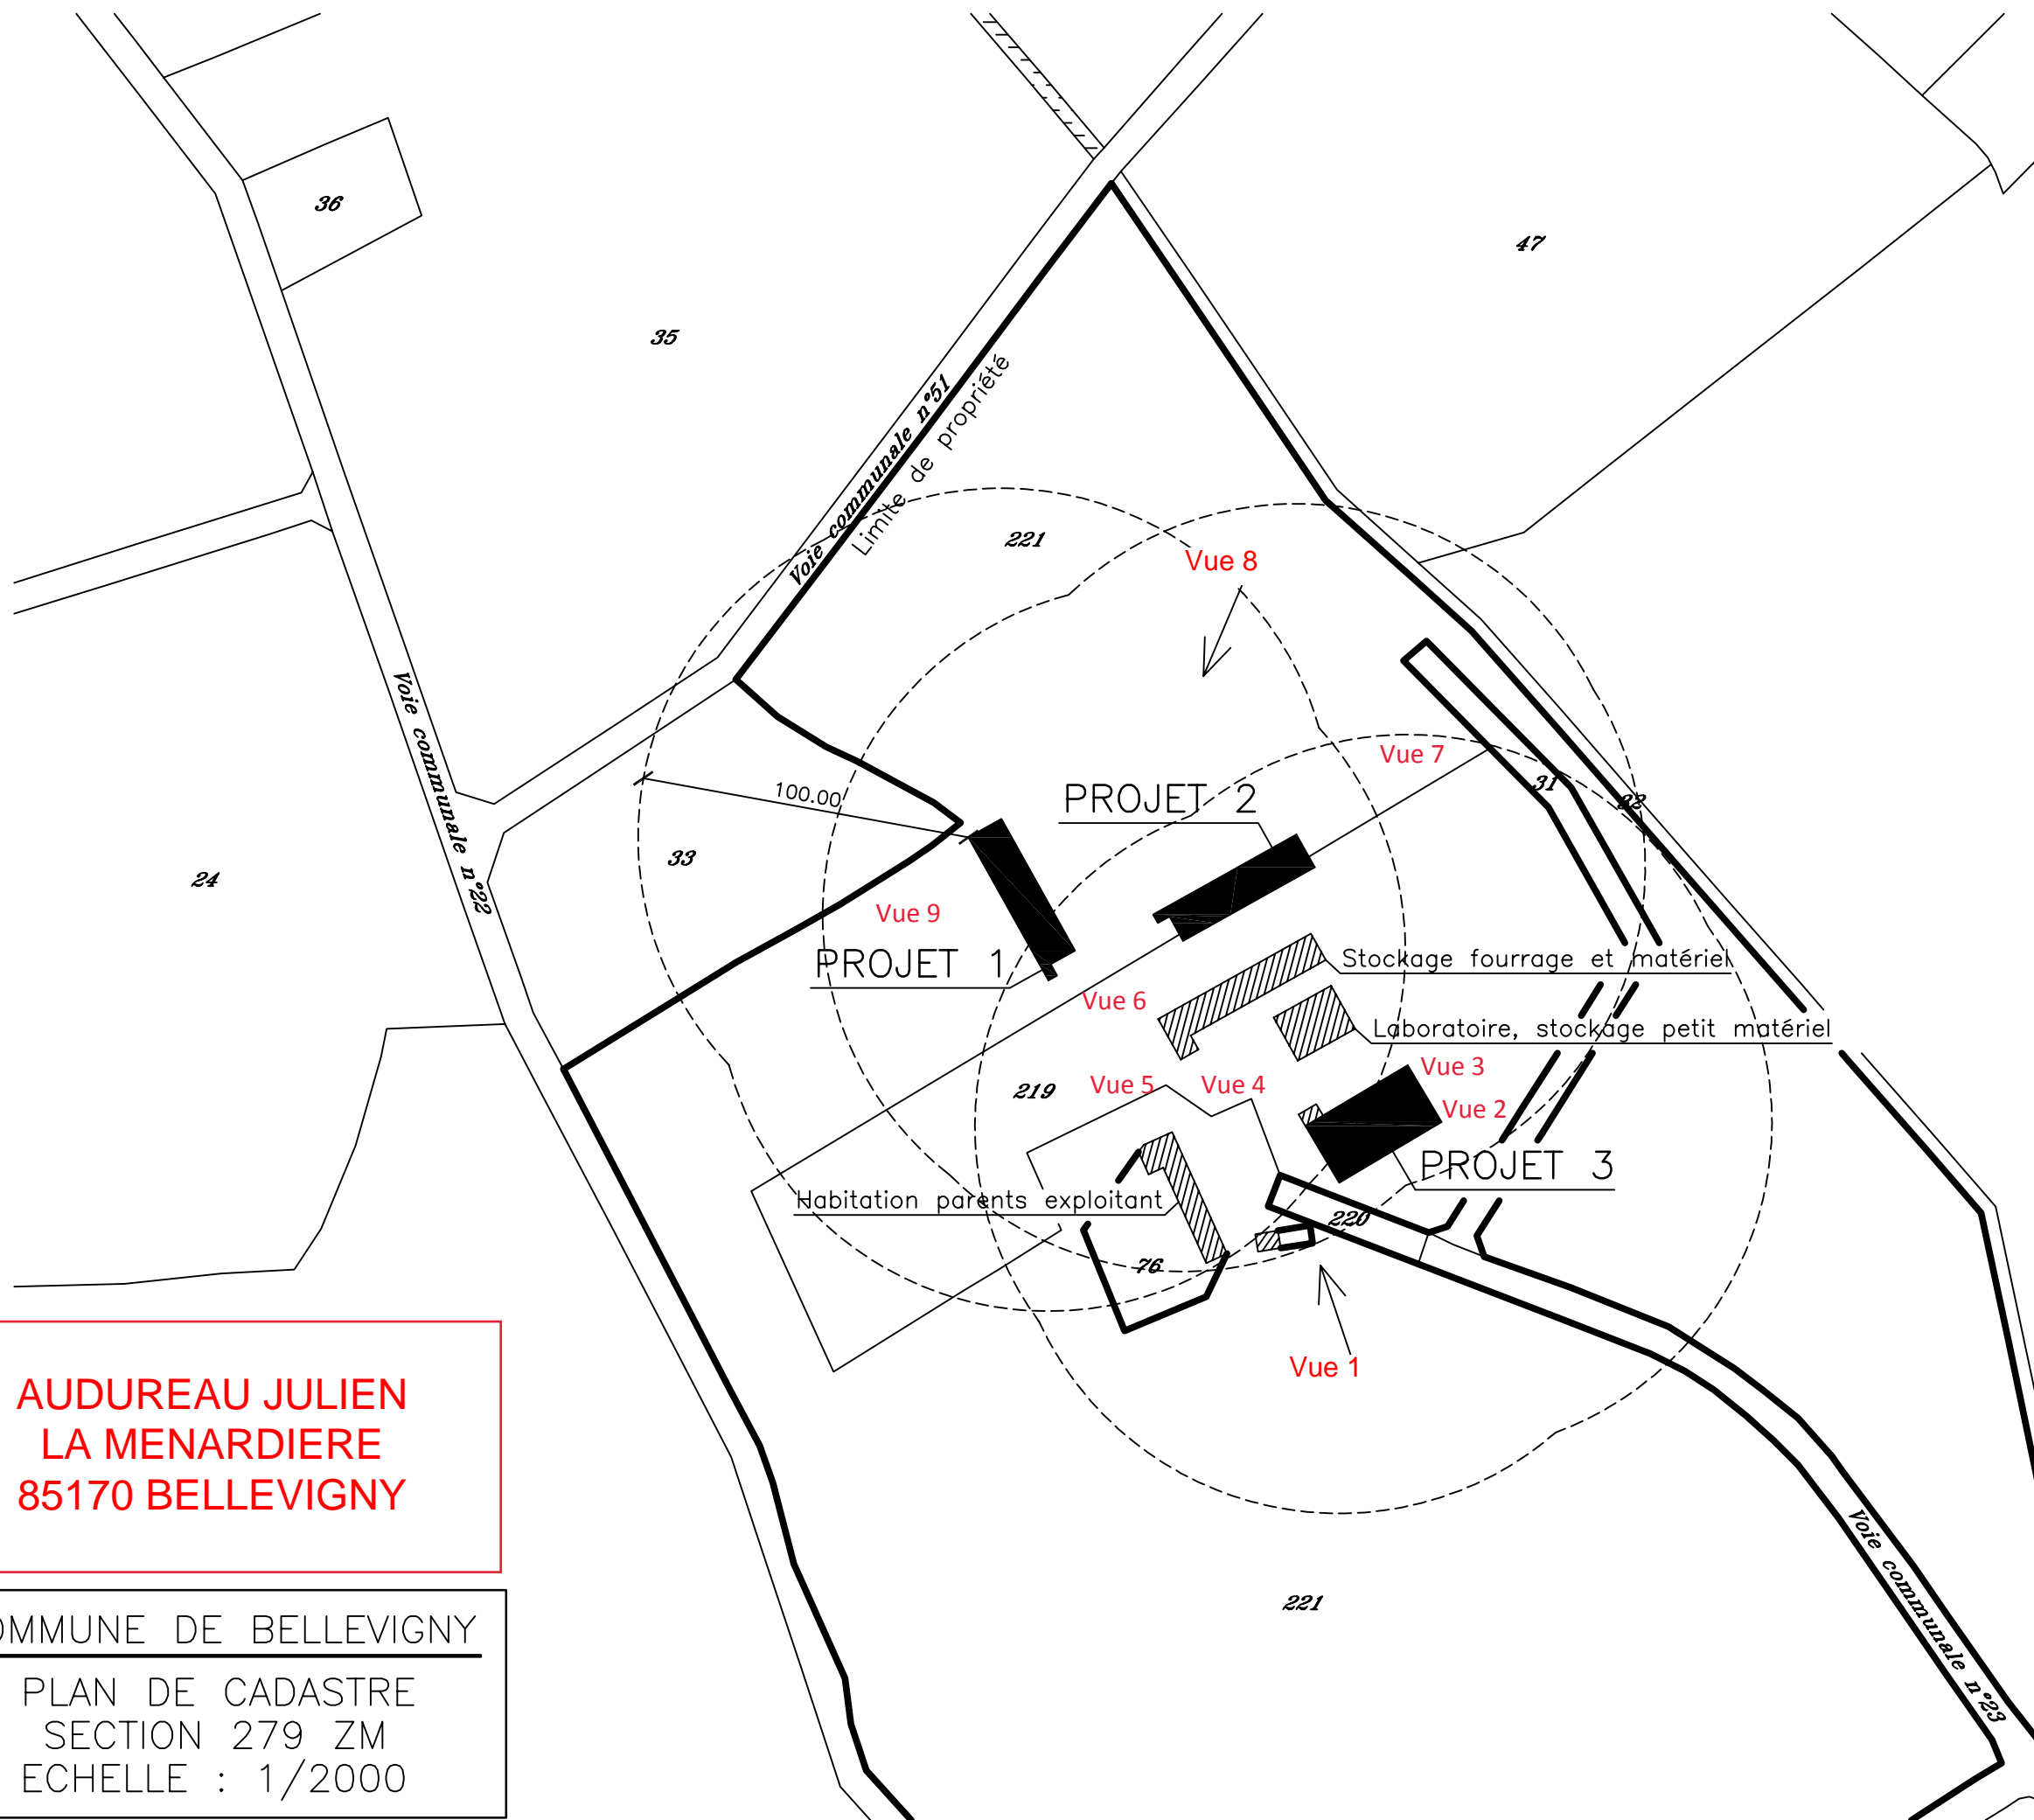 36
47
35
Voie communale n°51
Limite de propriété
221
Vue 8
Voie communale n°22
Vue 7
100.00
PROJET 2
31
33
24
Vue 9
PROJET 1
Stockage fourrage et matériel
Vue 6
Laboratoire, stockage petit matériel
Vue 3
219
Vue 5
Vue 4
Vue 2
PROJET 3
Habitation parents exploitant
220
76
Vue 1
AUDUREAU JULIEN
LA MENARDIERE
85170 BELLEVIGNY
Voie communale n°23
221
OMMUNE DE BELLEVIGNY
PLAN DE CADASTRE
SECTION 279 ZM
ECHELLE : 1/2000